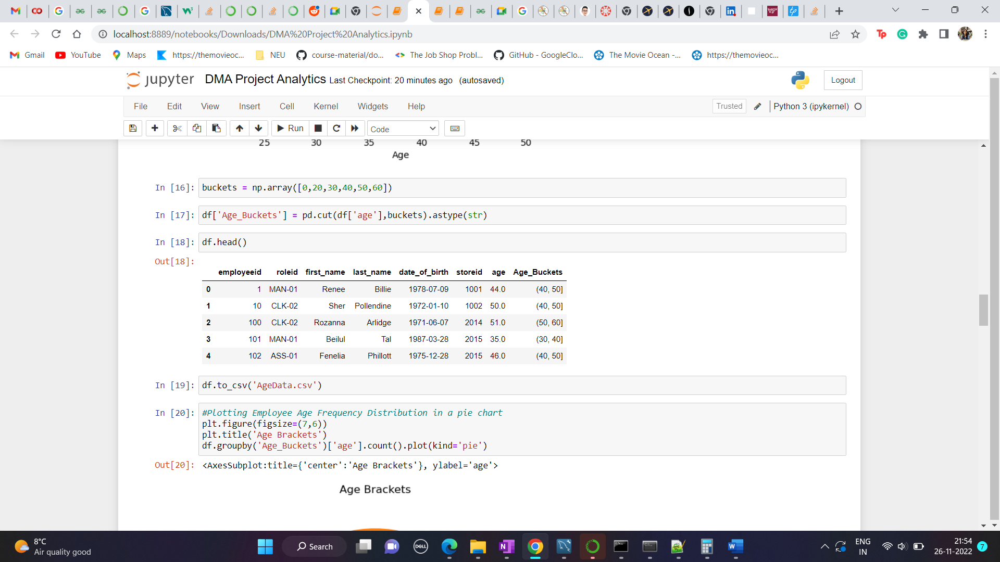 localhost:8889/notebooks/Downloads/DMA%20Project%20Analytics.ipynb
Gmail YouTube Maps https://themovieoc... NEU course-material/do... The Job Shop Probl... GitHub - GoogleClo... The Movie Ocean -... https://themovieoc...
jupyter DMA Project Analytics Last Checkpoint: 20 minutes ago (autosaved) Logout
File Edit View Insert Cell Kernel Widgets Help Trusted Python 3 (ipykernel)
Run Code
25 30 35 40 45 50
Age
In [16]: buckets = np.array([0,20,30,40,50,60])
In [17]: df['Age_Buckets'] = pd.cut(df['age'],buckets).astype(str)
In [18]: df.head()
Out[18]:
employeeid roleid first_name last_name date_of_birth storeid age Age_Buckets
0 1 MAN-01 Renee Billie 1978-07-09 1001 44.0 (40, 50]
1 10 CLK-02 Sher Pollendine 1972-01-10 1002 50.0 (40, 50]
2 100 CLK-02 Rozanna Arlidge 1971-06-07 2014 51.0 (50, 60]
3 101 MAN-01 Beilul Tal 1987-03-28 2015 35.0 (30, 40]
4 102 ASS-01 Fenelia Phillott 1975-12-28 2015 46.0 (40, 50]
In [19]: df.to_csv('AgeData.csv')
In [20]: #Plotting Employee Age Frequency Distribution in a pie chart
plt.figure(figsize=(7,6))
plt.title('Age Brackets')
df.groupby('Age_Buckets')['age'].count().plot(kind='pie')
Out[20]: <AxesSubplot:title={'center':'Age Brackets'}, ylabel='age'>
Age Brackets
8°C
Air quality good
Search
DELL
ENG
IN
21:54
26-11-2022
7